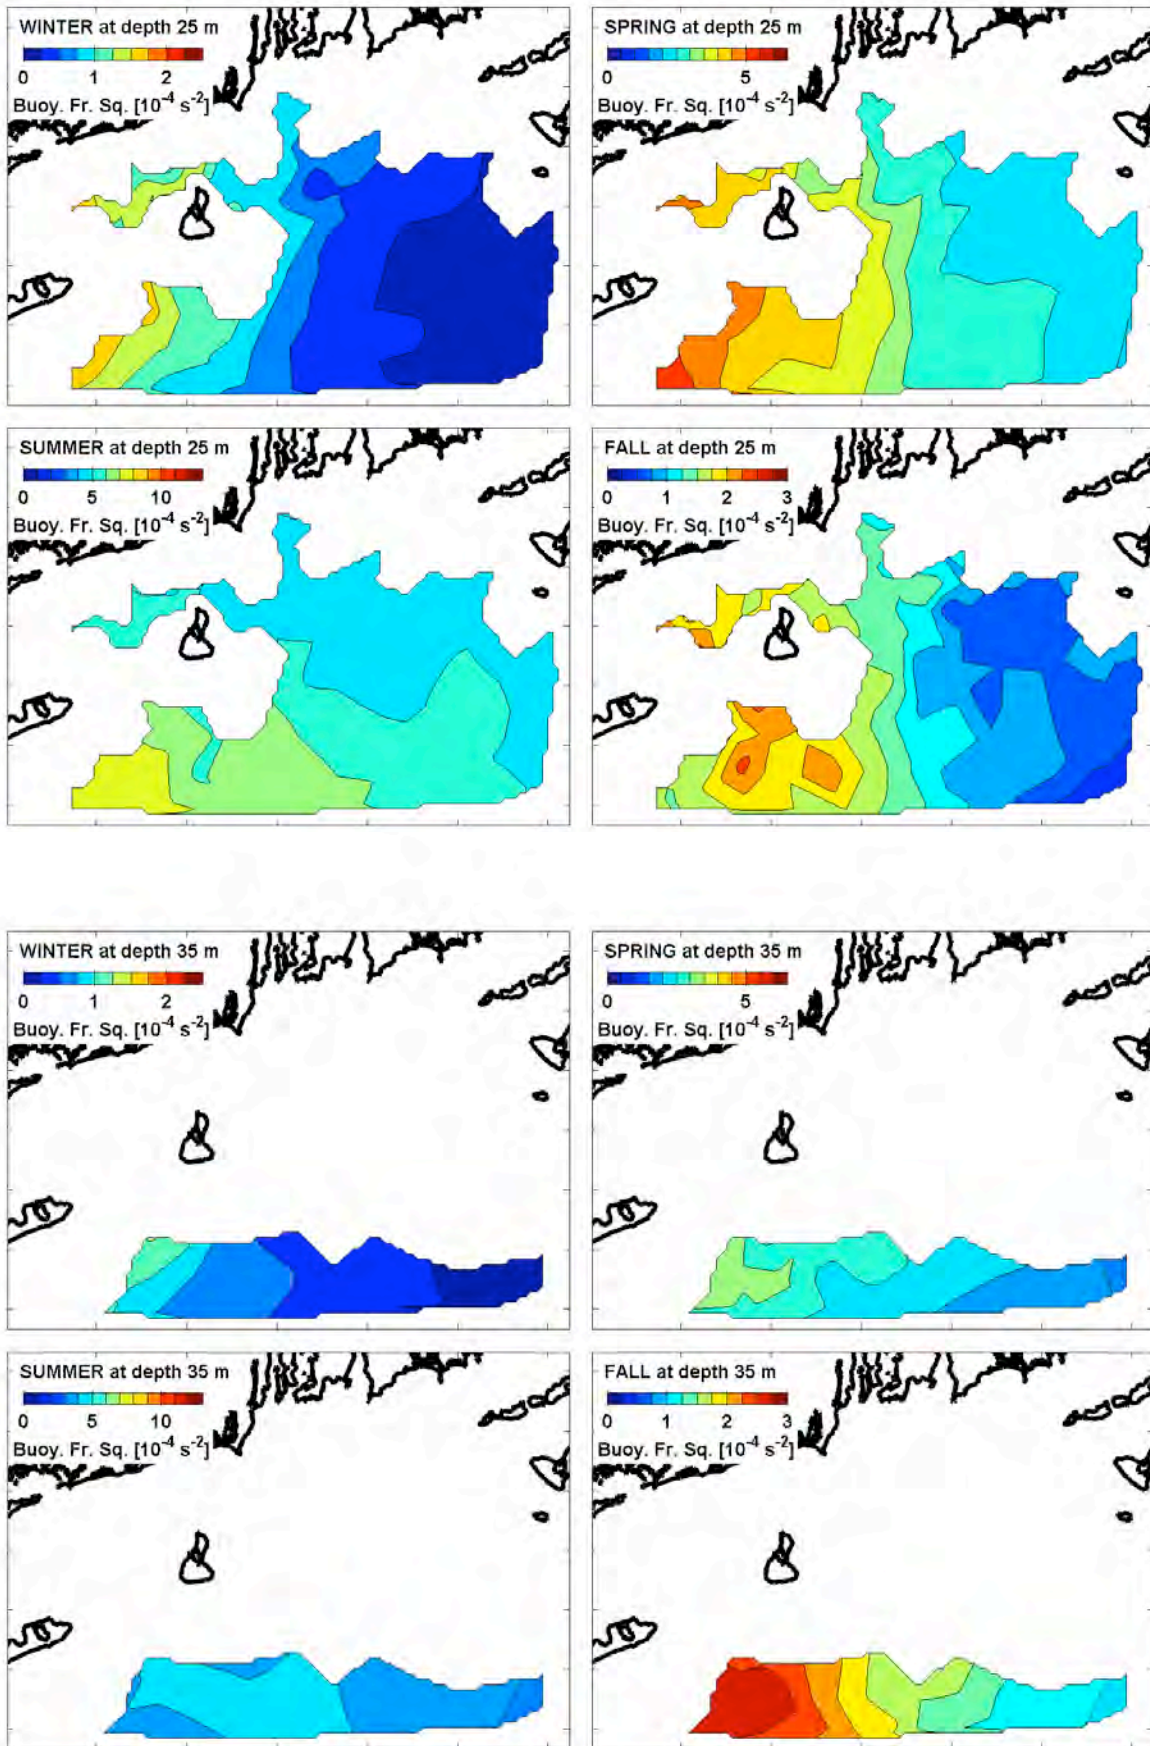 WINTER at depth 25 m
0 1 2
Buoy. Fr. Sq. [10^-4 s^-2]
SPRING at depth 25 m
0 5
Buoy. Fr. Sq. [10^-4 s^-2]
SUMMER at depth 25 m
0 5 10
Buoy. Fr. Sq. [10^-4 s^-2]
FALL at depth 25 m
0 1 2 3
Buoy. Fr. Sq. [10^-4 s^-2]
WINTER at depth 35 m
0 1 2
Buoy. Fr. Sq. [10^-4 s^-2]
SPRING at depth 35 m
0 5
Buoy. Fr. Sq. [10^-4 s^-2]
SUMMER at depth 35 m
0 5 10
Buoy. Fr. Sq. [10^-4 s^-2]
FALL at depth 35 m
0 1 2 3
Buoy. Fr. Sq. [10^-4 s^-2]